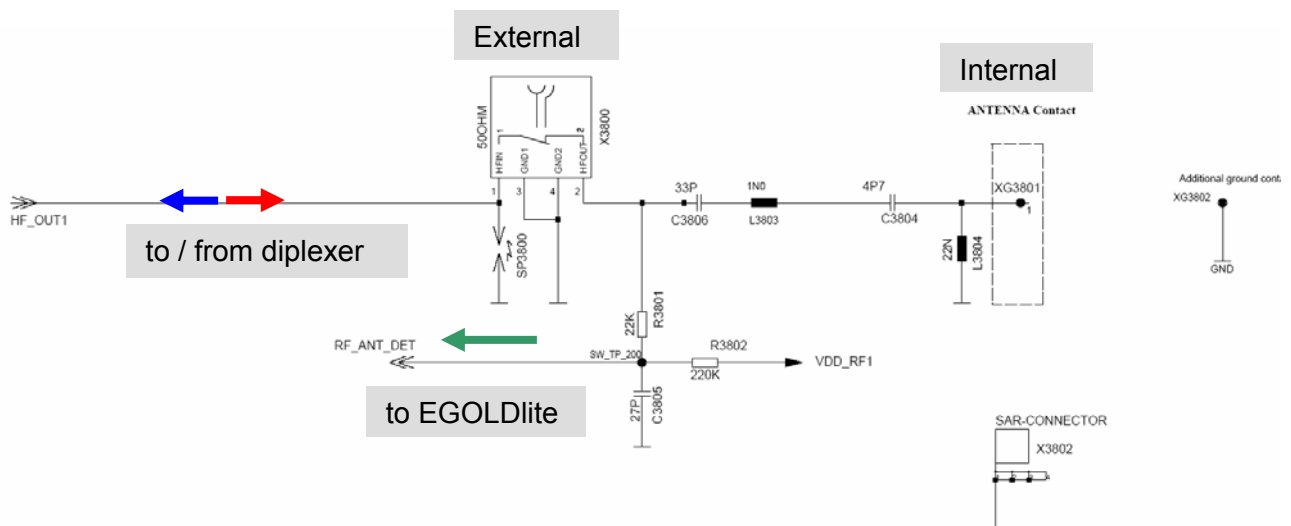 External
Internal
ANTENNA Contact
50OHM
X3800
1
2
HFIN
GND1
GND2
HFOUT
1
3
4
2
HF_OUT1
to / from diplexer
SP3800
33P
C3806
1N0
L3803
4P7
C3804
XG3801
1
22N
L3804
Additional ground cont
XG3802
GND
22K
R3801
RF_ANT_DET
SW_TP_200
R3802
220K
VDD_RF1
to EGOLDlite
27P
C3805
SAR-CONNECTOR
X3802